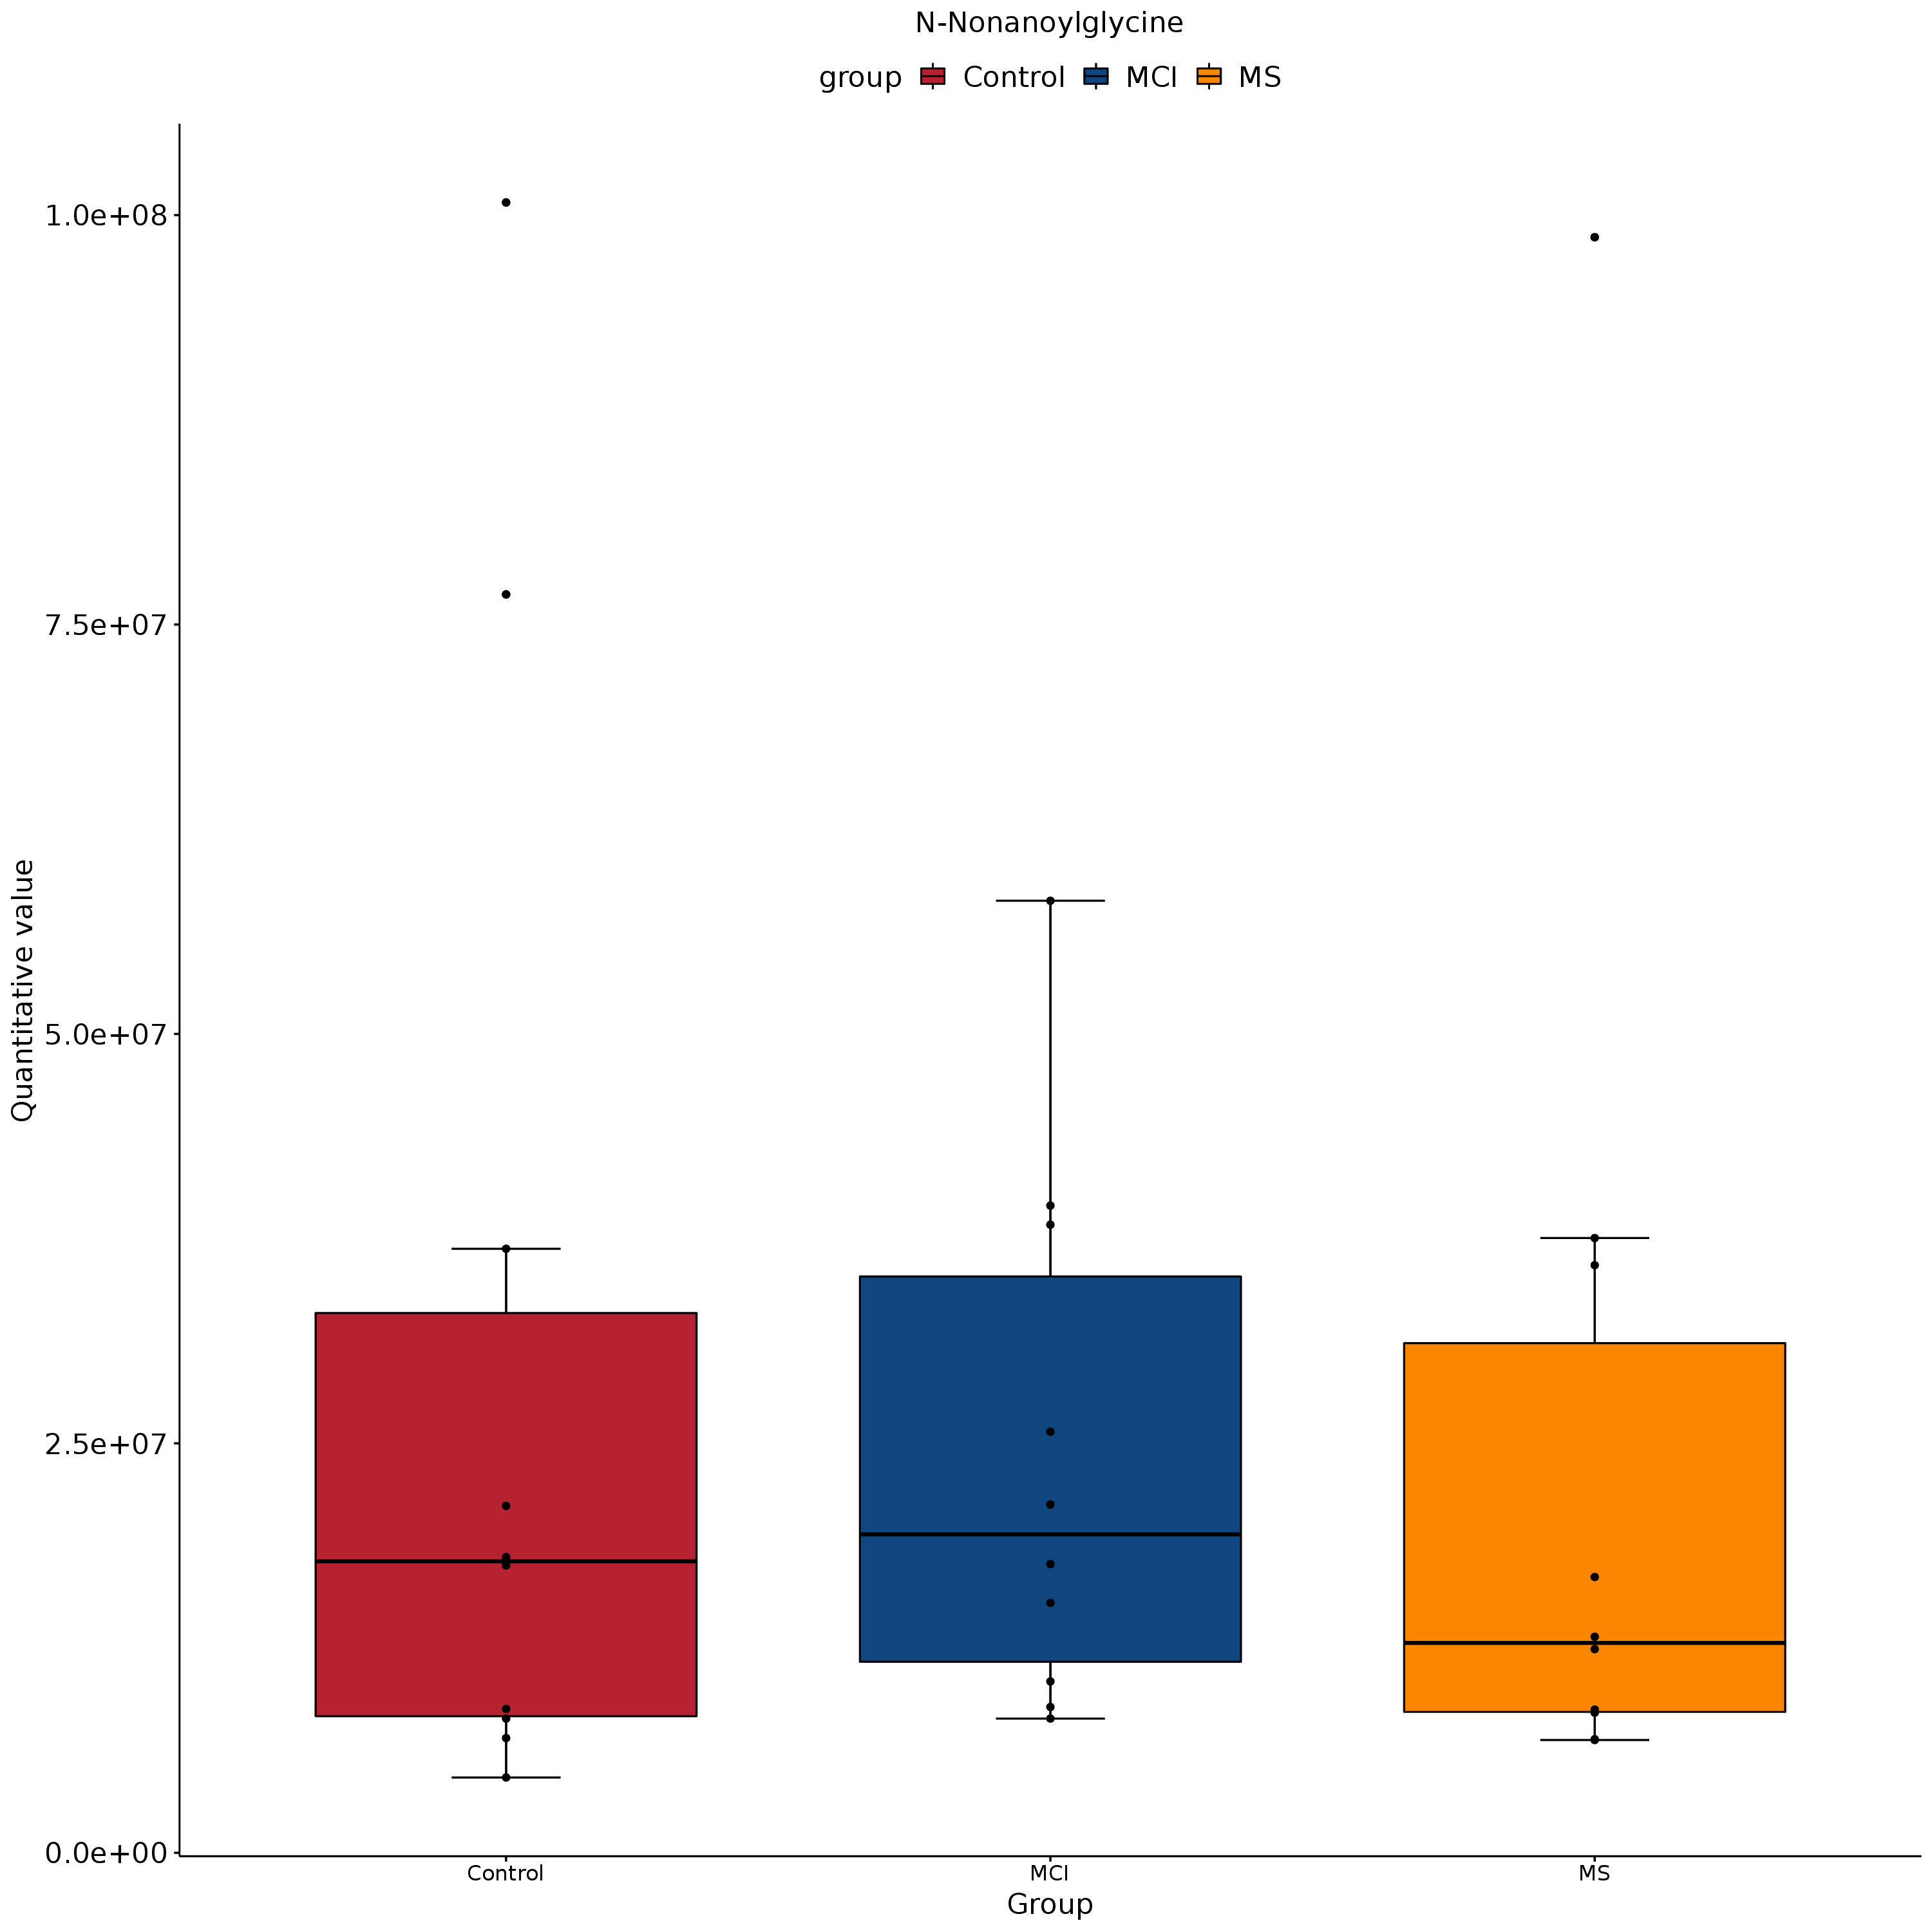 N-Nonanoylglycine
group Control MCI MS
Quantitative value
1.0e+08
7.5e+07
5.0e+07
2.5e+07
0.0e+00
Control MCI MS
Group